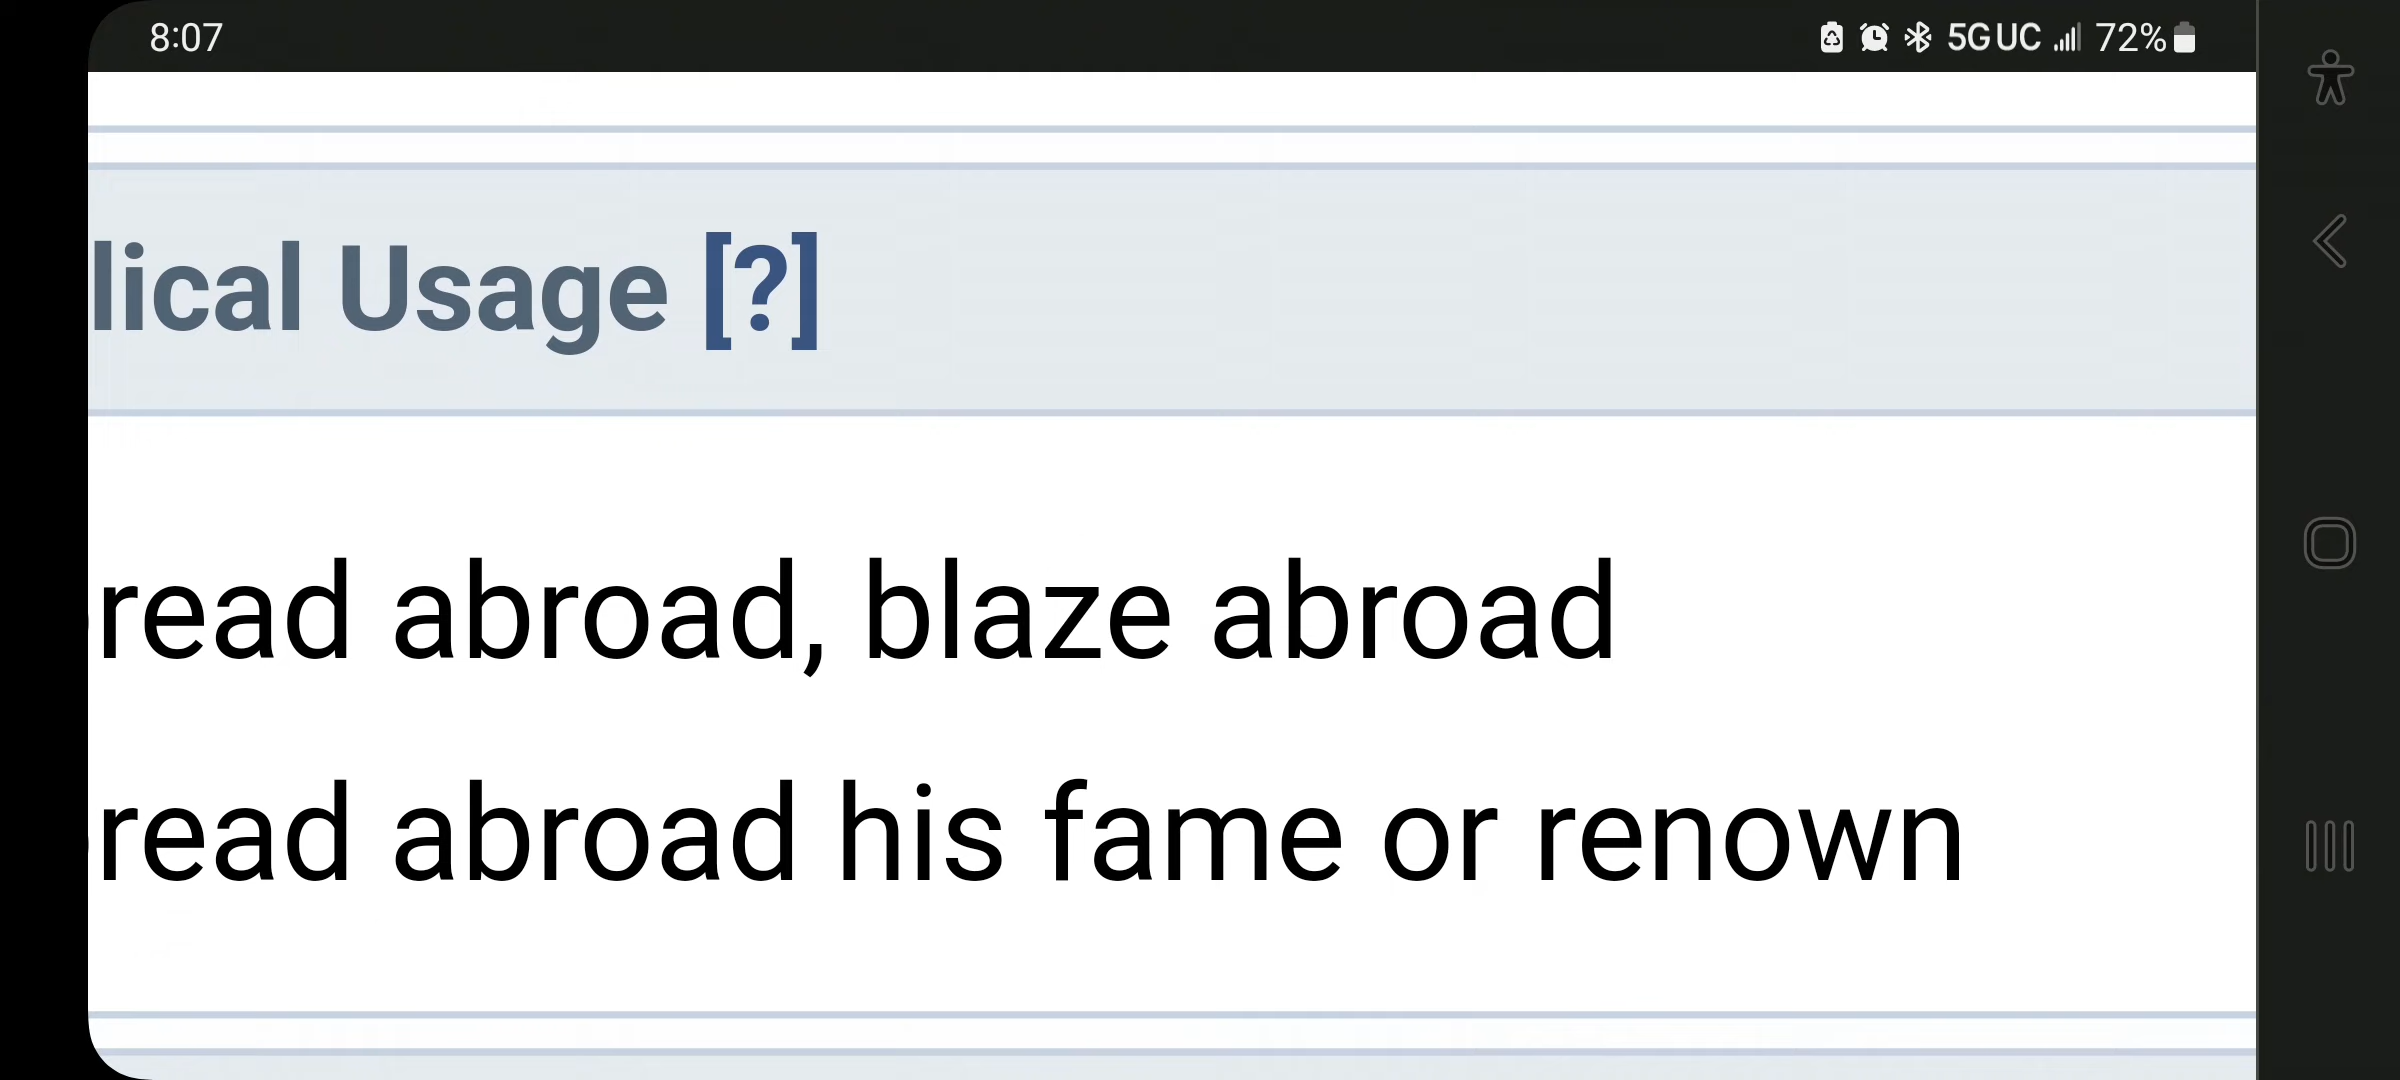 8:07 5G UC 72%
lical Usage [?]
read abroad, blaze abroad
read abroad his fame or renown